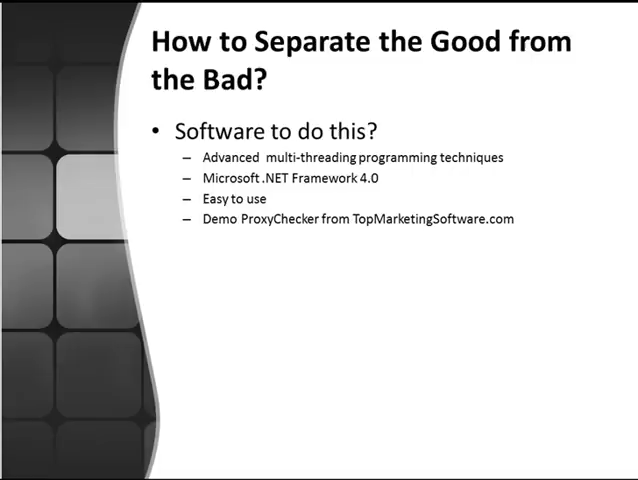 How to Separate the Good from
the Bad?
• Software to do this?
– Advanced multi-threading programming techniques
– Microsoft .NET Framework 4.0
– Easy to use
– Demo ProxyChecker from TopMarketingSoftware.com